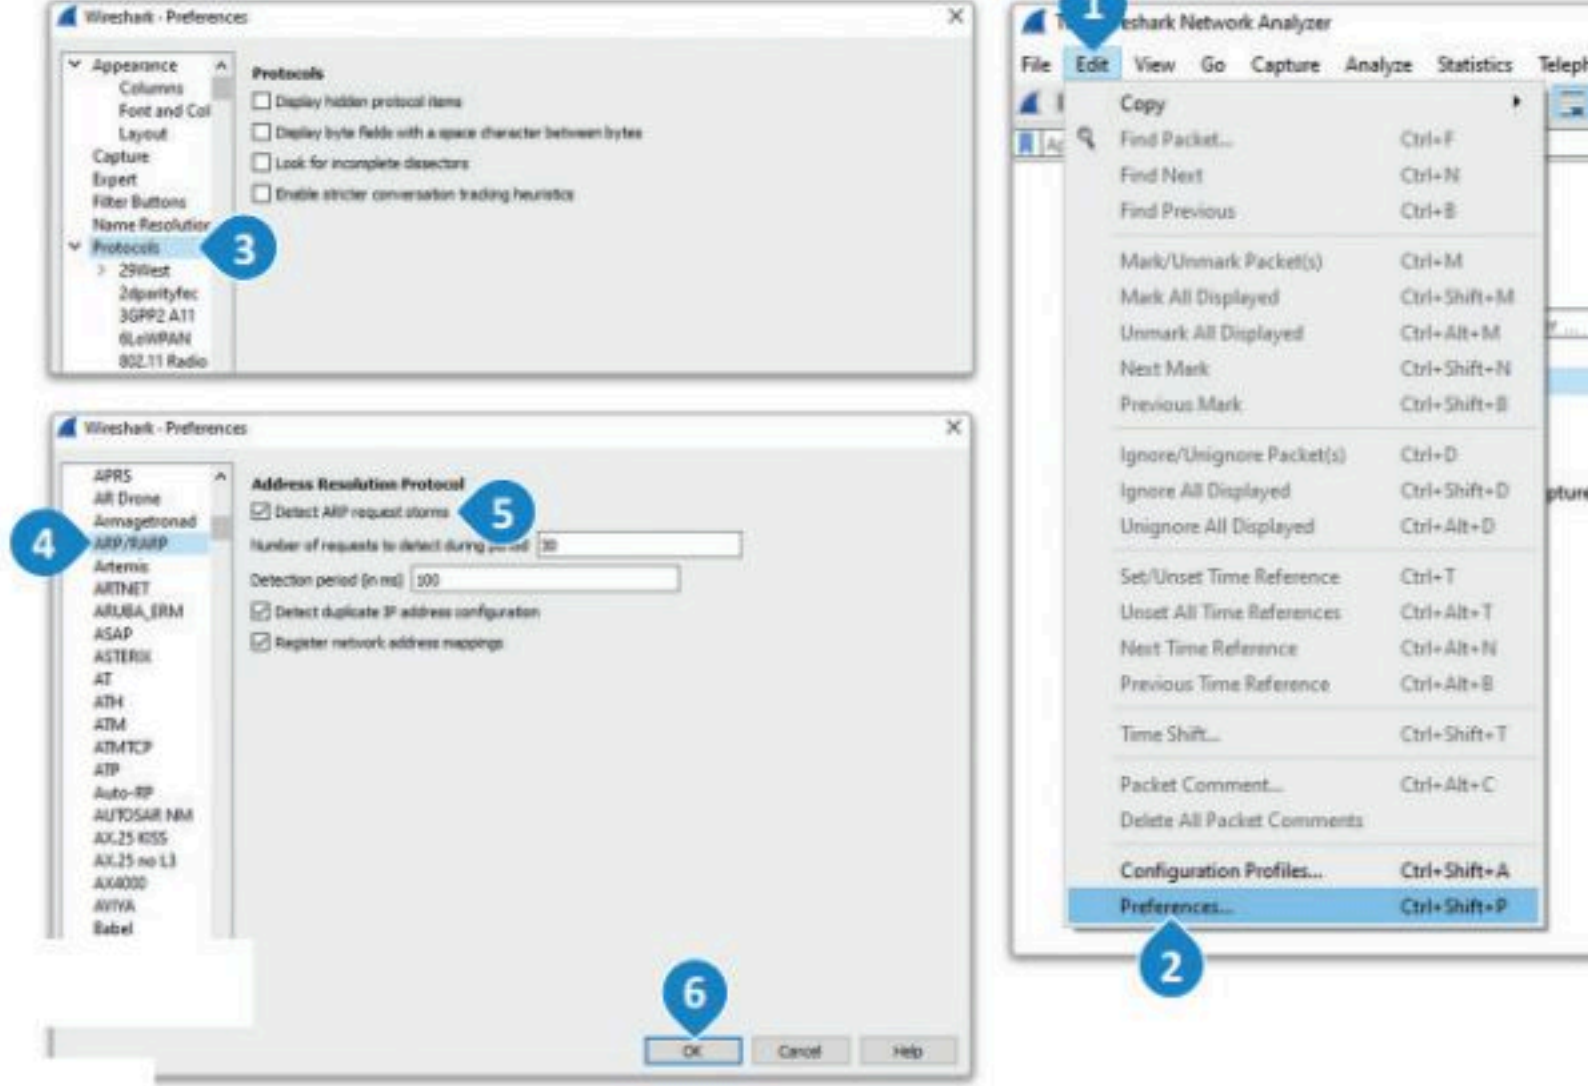 Wireshark - Preferences
Appearance
Columns
Font and Col
Layout
Capture
Expert
Filter Buttons
Name Resolution
Protocols
29West
2dparityfec
3GPP2 A11
6LoWPAN
802.11 Radio
Protocols
Display hidden protocol items
Display byte fields with a space character between bytes
Look for incomplete dissectors
Enable stricter conversation tracking heuristics
3
Wireshark - Preferences
APRS
AR Drone
Armagetronad
ARP/RARP
Artemis
ARTNET
ARUBA_ERM
ASAP
ASTERIX
AT
ATH
ATM
ATMTCP
ATP
Auto-RP
AUTOSAR NM
AX.25 KISS
AX.25 no L3
AX4000
AVIYA
Babel
4
Address Resolution Protocol
Detect ARP request storms
5
Number of requests to detect during period 30
Detection period (in ms) 100
Detect duplicate IP address configuration
Register network address mappings
6
OK Cancel Help
1
eshark Network Analyzer
File Edit View Go Capture Analyze Statistics Teleph
Copy
Find Packet... Ctrl+F
Find Next Ctrl+N
Find Previous Ctrl+B
Mark/Unmark Packet(s) Ctrl+M
Mark All Displayed Ctrl+Shift+M
Unmark All Displayed Ctrl+Alt+M
Next Mark Ctrl+Shift+N
Previous Mark Ctrl+Shift+B
Ignore/Unignore Packet(s) Ctrl+D
Ignore All Displayed Ctrl+Shift+D
Unignore All Displayed Ctrl+Alt+D
Set/Unset Time Reference Ctrl+T
Unset All Time References Ctrl+Alt+T
Next Time Reference Ctrl+Alt+N
Previous Time Reference Ctrl+Alt+B
Time Shift... Ctrl+Shift+T
Packet Comment... Ctrl+Alt+C
Delete All Packet Comments
Configuration Profiles... Ctrl+Shift+A
Preferences... Ctrl+Shift+P
2
pture